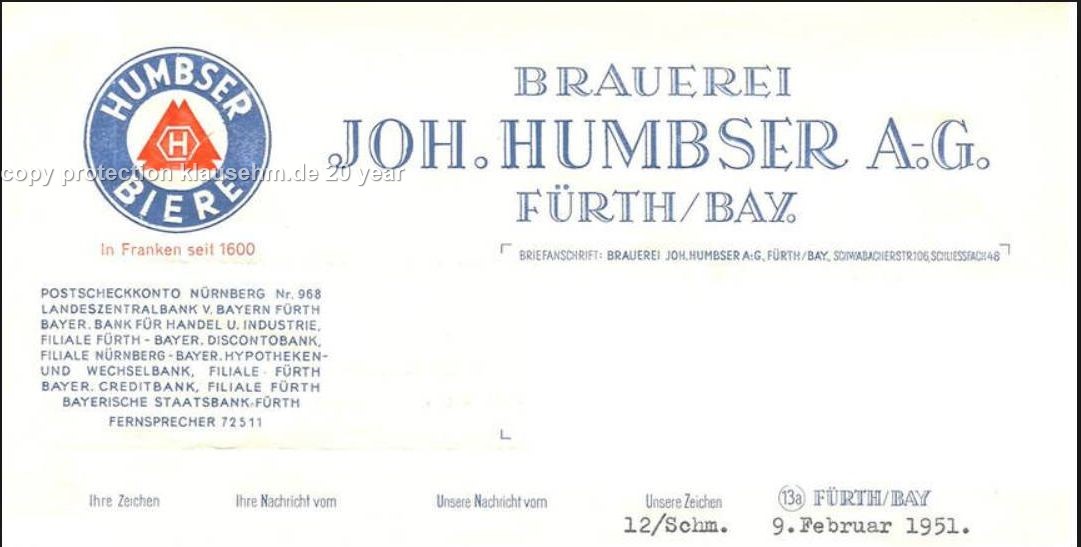 HUMBSER
H
BIERE
In Franken seit 1600
BRAUEREI
JOH. HUMBSER A.-G.
FÜRTH/BAY.
copy protection klausehm.de 20 year
BRIEFANSCHRIFT: BRAUEREI JOH. HUMBSER A.-G., FÜRTH/BAY., SCHWABACHERSTR. 106, SCHLIESSFACH 48
POSTSCHECKKONTO NÜRNBERG Nr. 968
LANDESZENTRALBANK V. BAYERN FÜRTH
BAYER. BANK FÜR HANDEL U. INDUSTRIE,
FILIALE FÜRTH - BAYER. DISCONTOBANK,
FILIALE NÜRNBERG - BAYER. HYPOTHEKEN-
UND WECHSELBANK, FILIALE FÜRTH
BAYER. CREDITBANK, FILIALE FÜRTH
BAYERISCHE STAATSBANK-FÜRTH
FERNSPRECHER 72511
Ihre Zeichen Ihre Nachricht vom Unsere Nachricht vom Unsere Zeichen 13a FÜRTH/BAY
12/Schm. 9.Februar 1951.